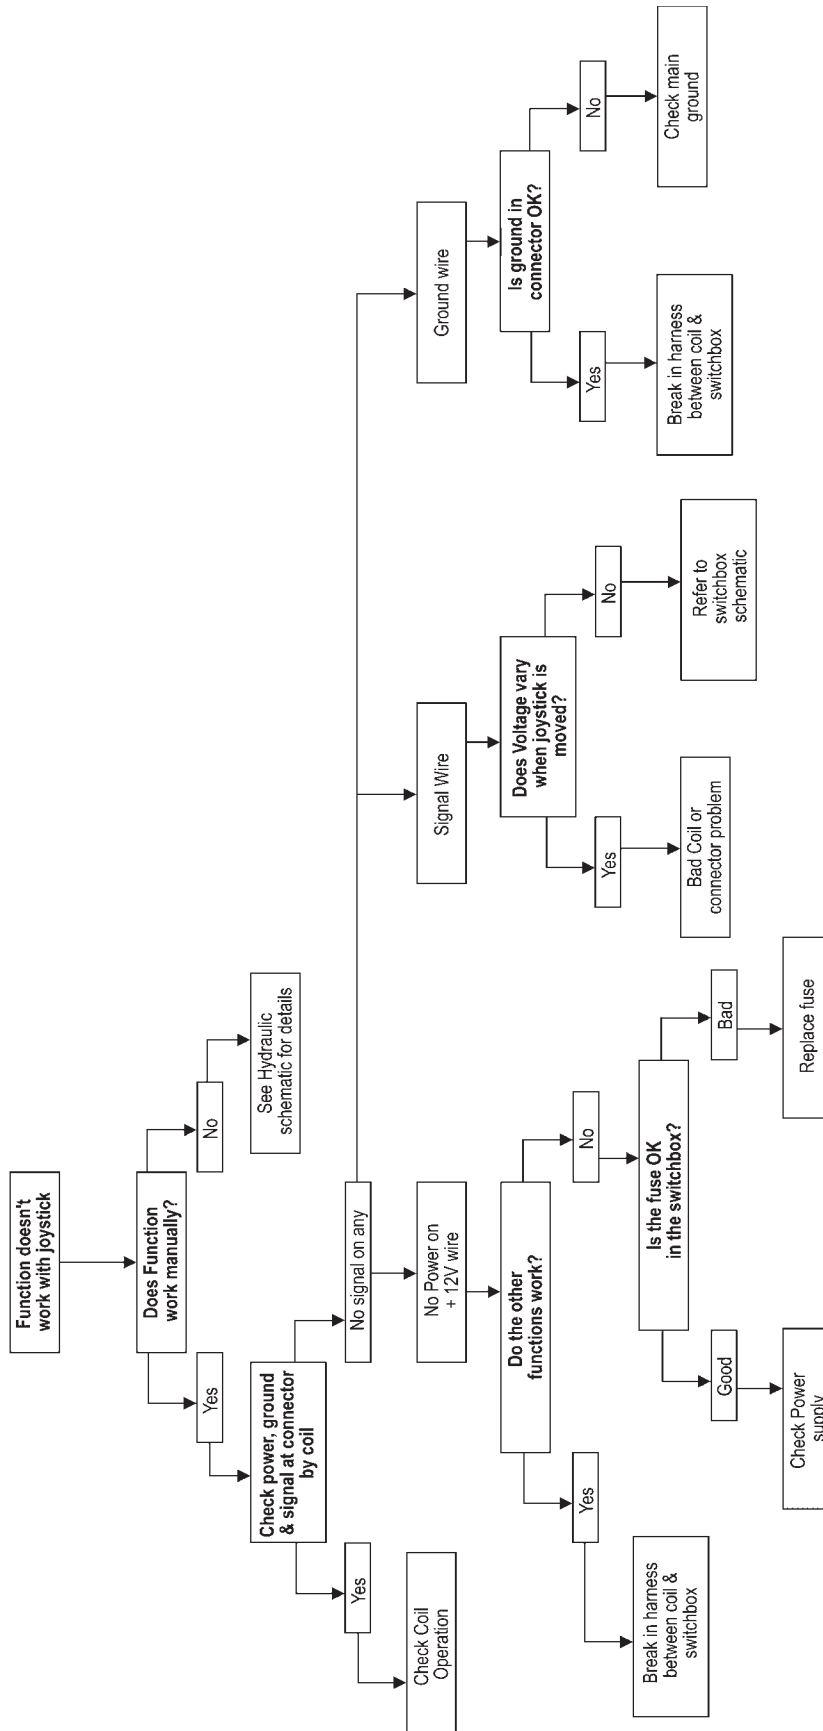 Function doesn't
work with joystick
Does Function
work manually?
Yes
No
Check power, ground
& signal at connector
by coil
See Hydraulic
schematic for details
Yes
No signal on any
Check Coil
Operation
No Power on
+ 12V wire
Signal Wire
Ground wire
Do the other
functions work?
Does Voltage vary
when joystick is
moved?
Is ground in
connector OK?
Yes
No
Yes
No
Yes
No
Break in harness
between coil &
switchbox
Is the fuse OK
in the switchbox?
Bad Coil or
connector problem
Refer to
switchbox
schematic
Break in harness
between coil &
switchbox
Check main
ground
Good
Bad
Check Power
supply
Replace fuse